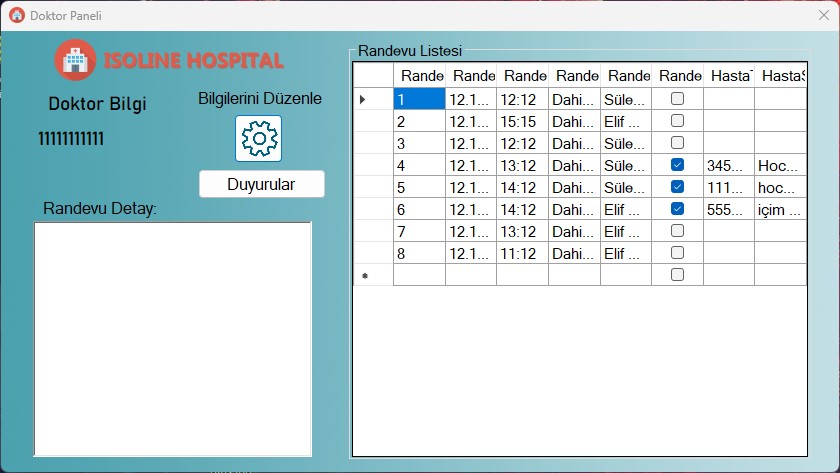 Doktor Paneli
ISOLINE HOSPITAL
Doktor Bilgi
11111111111
Bilgilerini Düzenle
Duyurular
Randevu Detay:
Randevu Listesi
Rande Rande Rande Rande Rande Rande HastaT HastaS
1 12.1... 12:12 Dahi... Süle...
2 12.1... 15:15 Dahi... Elif ...
3 12.1... 12:12 Dahi... Süle...
4 12.1... 13:12 Dahi... Süle... 345... Hoc...
5 12.1... 14:12 Dahi... Süle... 111... hoc...
6 12.1... 14:12 Dahi... Elif ... 555... içim ...
7 12.1... 13:12 Dahi... Elif ...
8 12.1... 11:12 Dahi... Elif ...